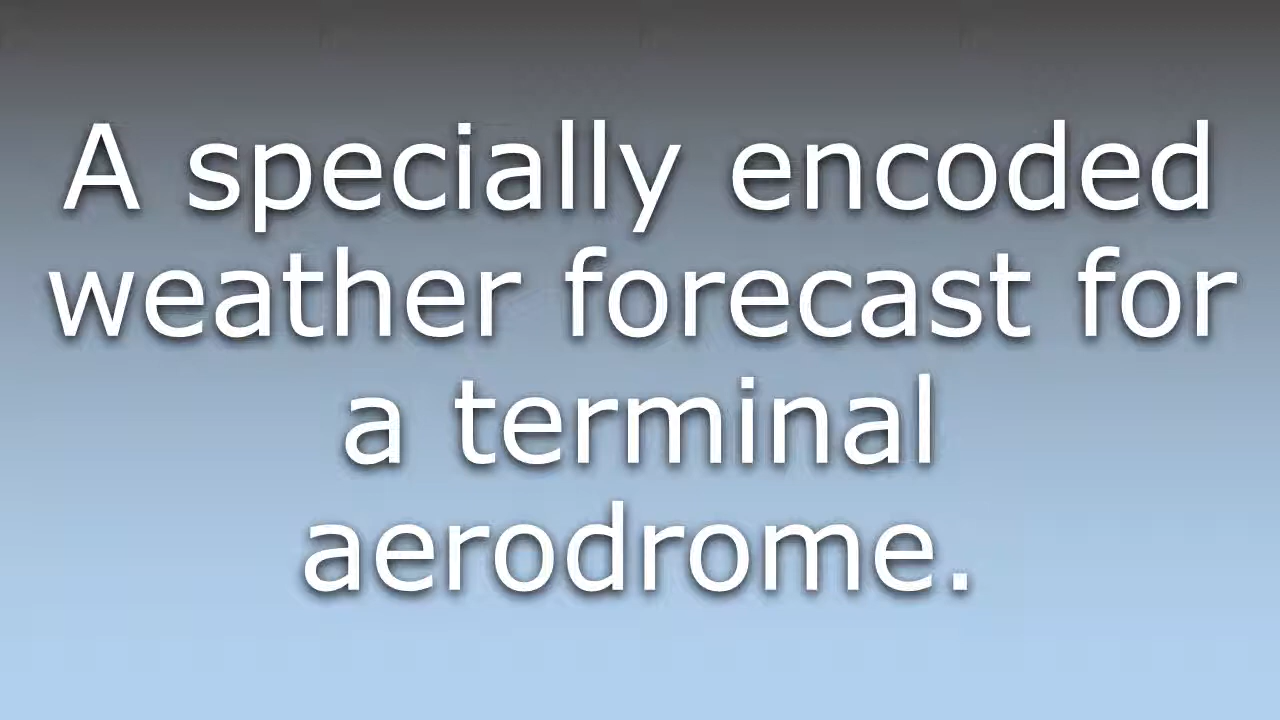 A specially encoded
weather forecast for
a terminal
aerodrome.